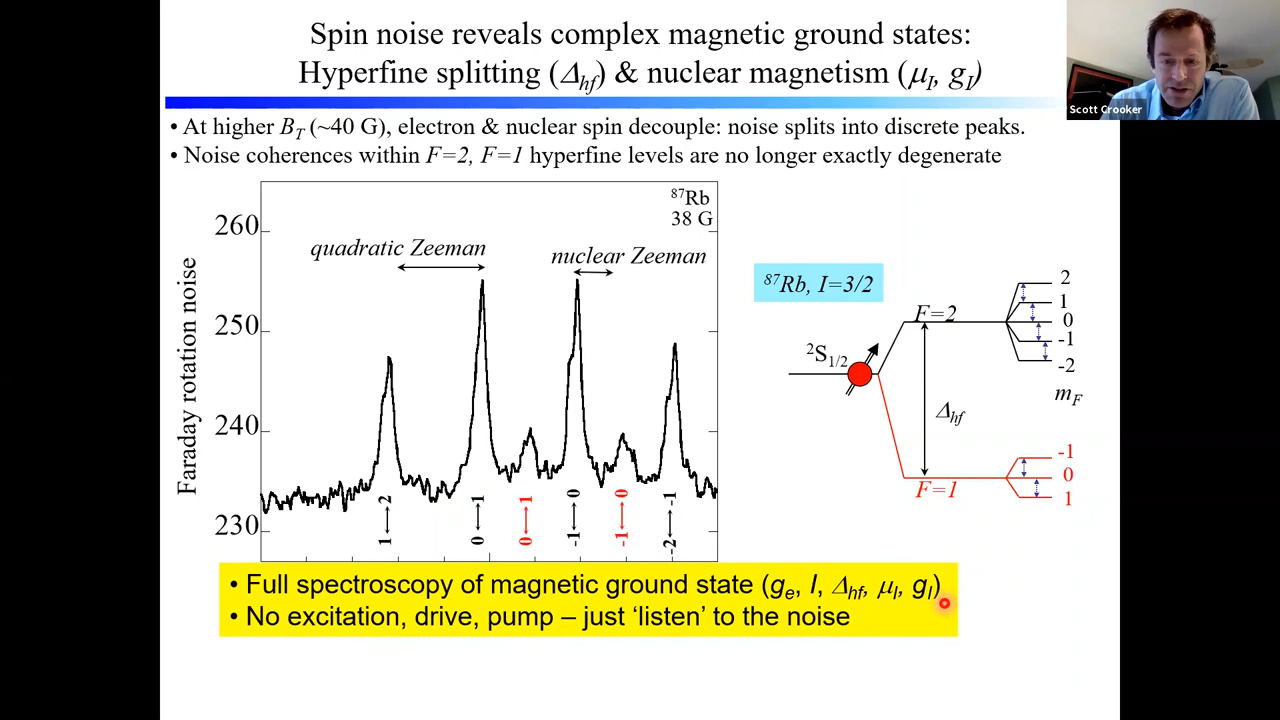 Spin noise reveals complex magnetic ground states:
Hyperfine splitting (Δhf) & nuclear magnetism (μI, gI)
Scott Crooker
• At higher BT (~40 G), electron & nuclear spin decouple: noise splits into discrete peaks.
• Noise coherences within F=2, F=1 hyperfine levels are no longer exactly degenerate
Faraday rotation noise
260
250
240
230
87Rb
38 G
quadratic Zeeman
nuclear Zeeman
1↔2
0↔1
0↔1
-1↔0
-1↔0
-2↔-1
87Rb, I=3/2
2S1/2
F=2
Δhf
F=1
2
1
0
-1
-2
mF
-1
0
1
• Full spectroscopy of magnetic ground state (ge, I, Δhf, μI, gI)
• No excitation, drive, pump – just ‘listen’ to the noise